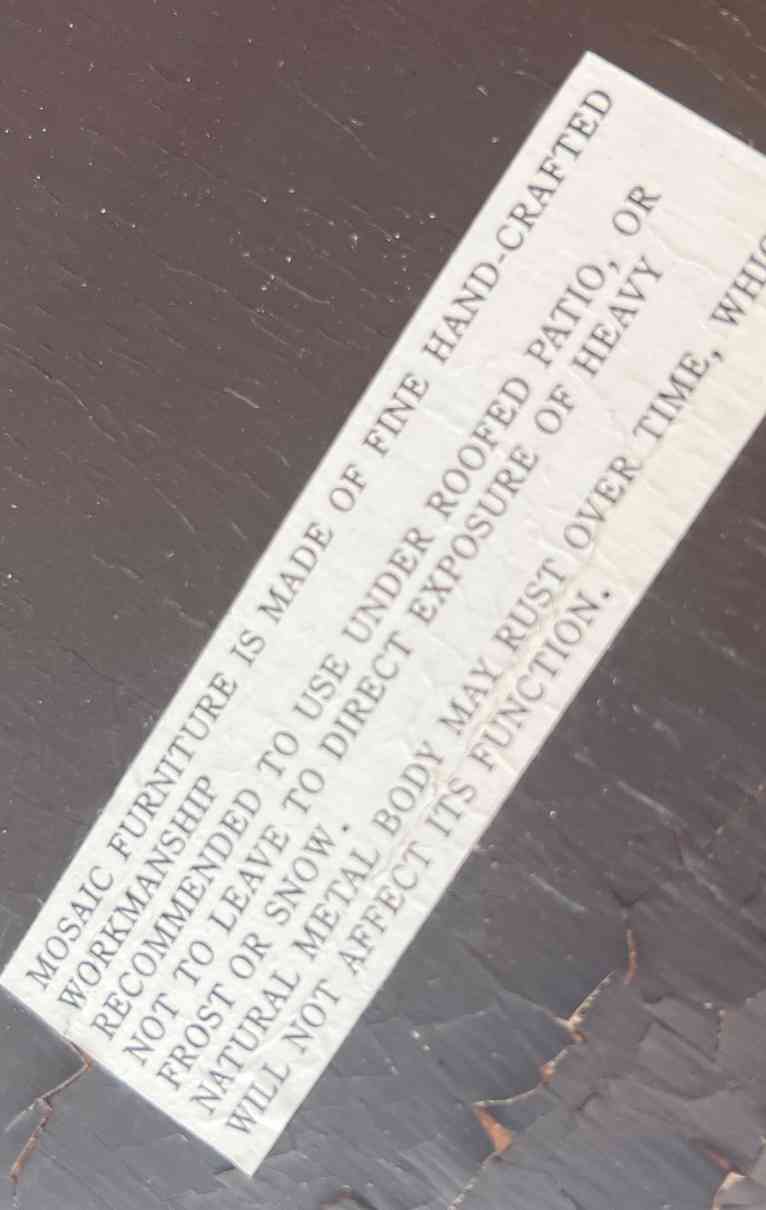 MOSAIC FURNITURE IS MADE OF FINE HAND-CRAFTED
WORKMANSHIP
RECOMMENDED TO USE UNDER ROOFED PATIO, OR
NOT TO LEAVE TO DIRECT EXPOSURE OF HEAVY
FROST OR SNOW.
NATURAL METAL BODY MAY RUST OVER TIME,
WILL NOT AFFECT ITS FUNCTION.